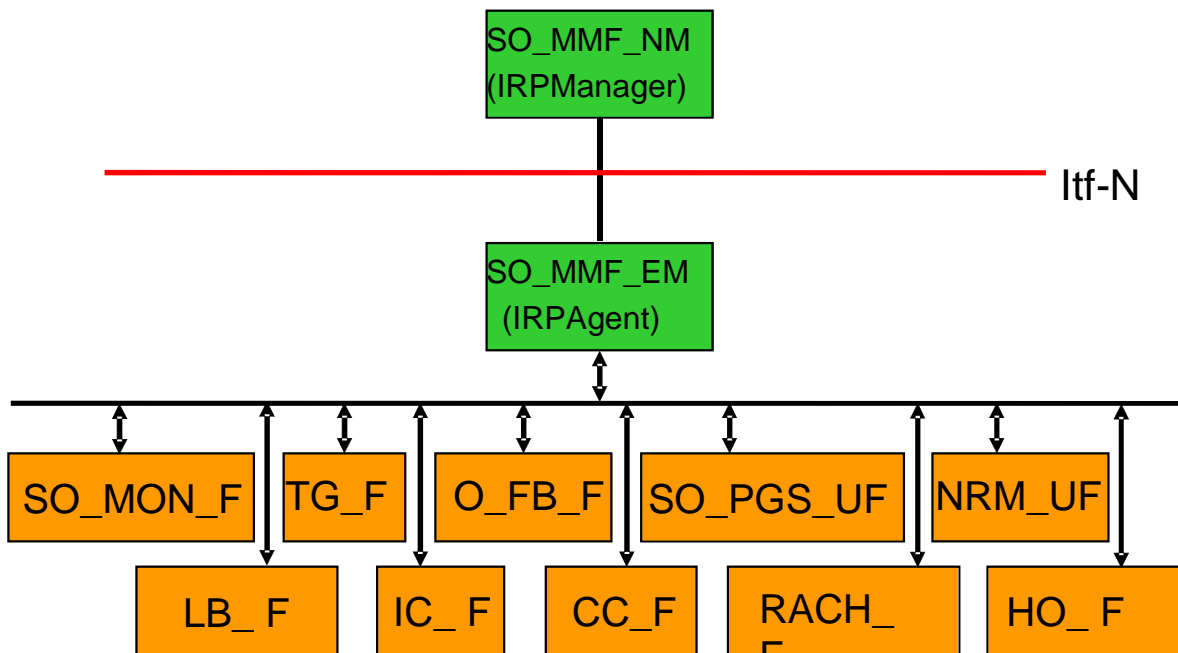 SO_MMF_NM
(IRPManager)
Itf-N
SO_MMF_EM
(IRPAgent)
SO_MON_F
TG_F
O_FB_F
SO_PGS_UF
NRM_UF
LB_ F
IC_ F
CC_F
RACH_
HO_ F